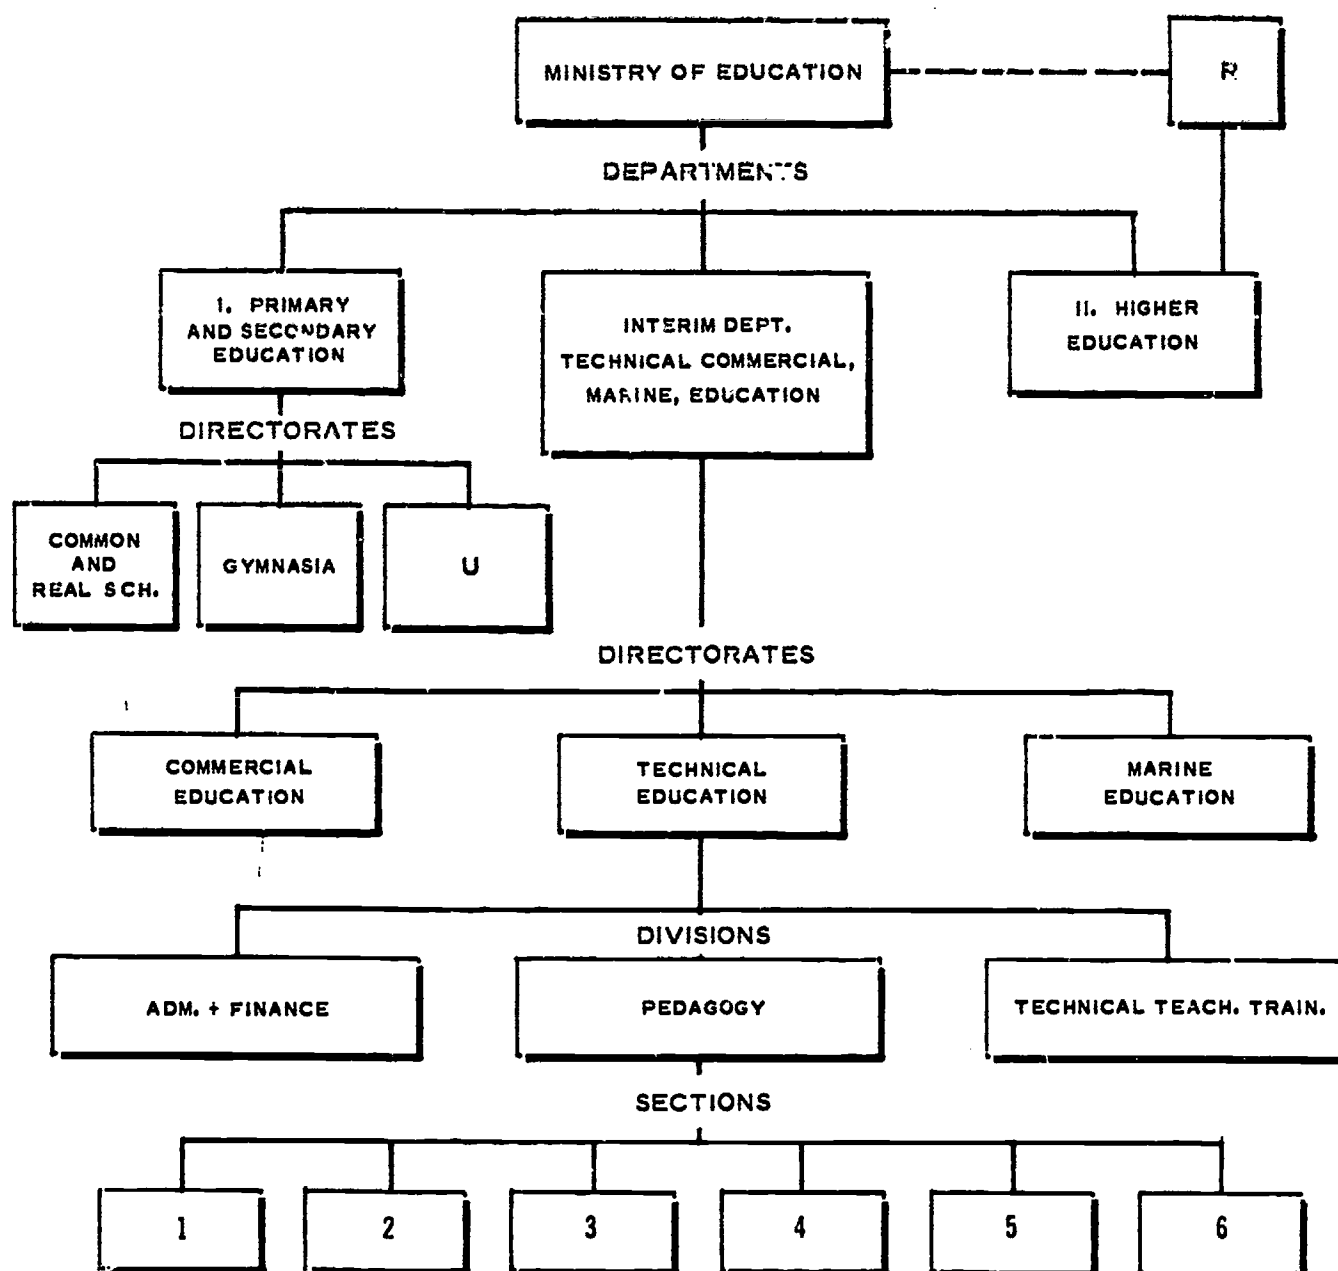 MINISTRY OF EDUCATION
R
DEPARTMENTS
I. PRIMARY
AND SECONDARY
EDUCATION
INTERIM DEPT.
TECHNICAL COMMERCIAL,
MARINE, EDUCATION
II. HIGHER
EDUCATION
DIRECTORATES
COMMON
AND
REAL SCH.
GYMNASIA
U
DIRECTORATES
COMMERCIAL
EDUCATION
TECHNICAL
EDUCATION
MARINE
EDUCATION
DIVISIONS
ADM. + FINANCE
PEDAGOGY
TECHNICAL TEACH. TRAIN.
SECTIONS
1
2
3
4
5
6